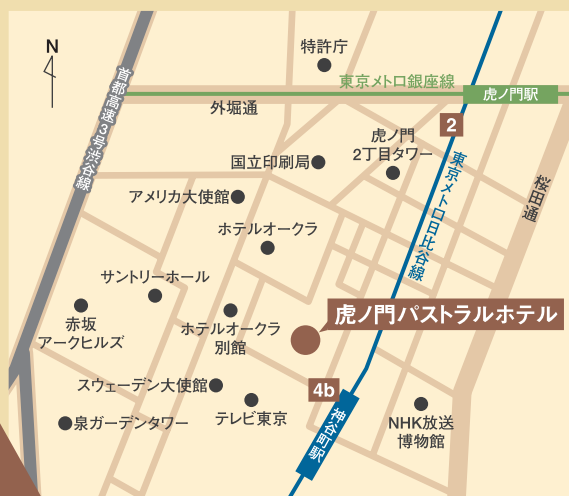 N
特許庁
首都高速3号渋谷線
東京メトロ銀座線
虎ノ門駅
外堀通
2
虎ノ門
2丁目タワー
国立印刷局
東京メトロ日比谷線
桜田通
アメリカ大使館
ホテルオークラ
サントリーホール
赤坂
アークヒルズ
ホテルオークラ
別館
虎ノ門パストラルホテル
スウェーデン大使館
4b
テレビ東京
神谷町駅
NHK放送
博物館
泉ガーデンタワー